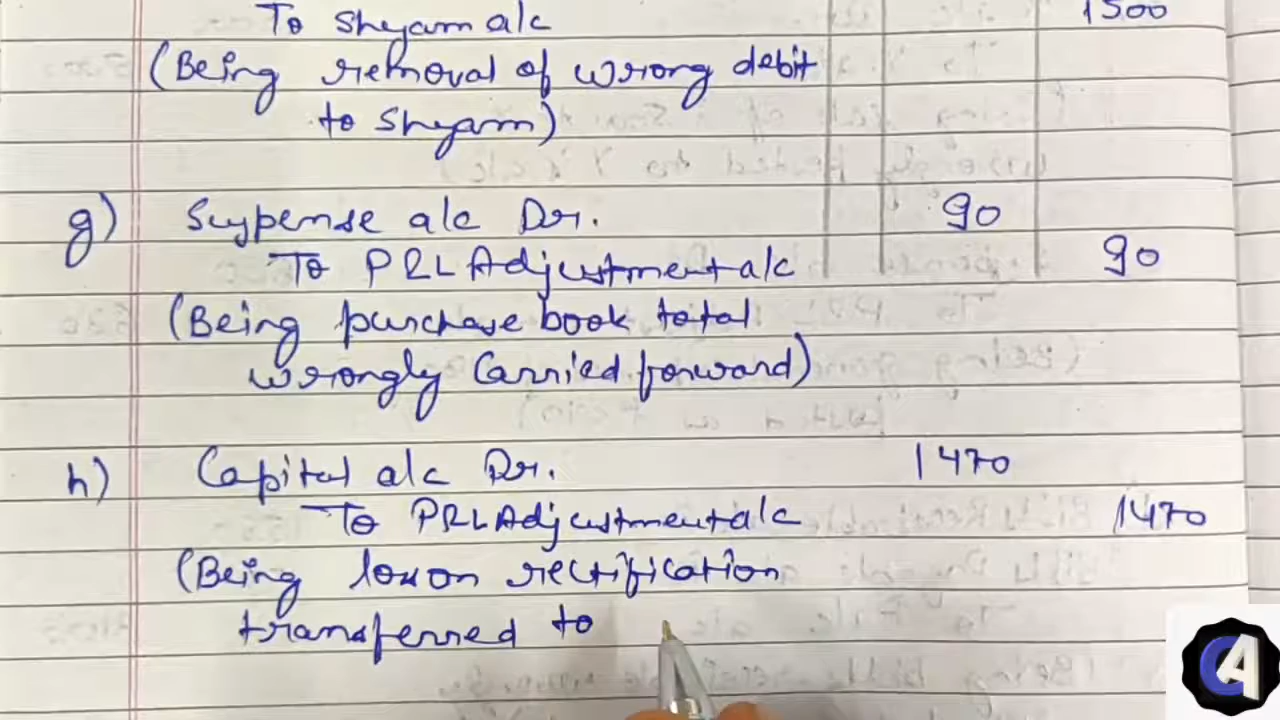 To Shyam a/c 1500
(Being removal of wrong debit
to Shyam)
g) Suspense a/c Dr. 90
To P&L Adjustment a/c 90
(Being purchase book total
wrongly carried forward)
h) Capital a/c Dr. 1470
To P&L Adjustment a/c 1470
(Being loss on rectification
transferred to
CA